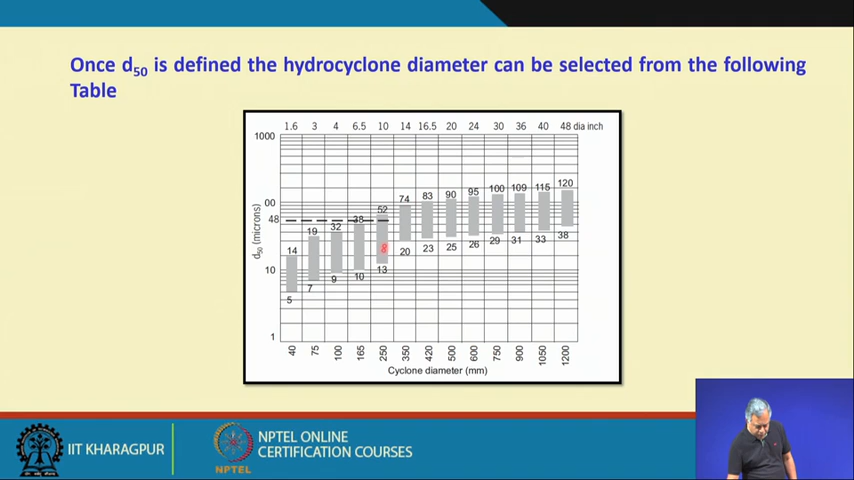 Once d50 is defined the hydrocyclone diameter can be selected from the following
Table
1.6 3 4 6.5 10 14 16.5 20 24 30 36 40 48 dia inch
1000
00
48
10
1
d50 (microns)
14 19 32 38 52 74 83 90 95 100 109 115 120
5 7 9 10 13 20 23 25 26 29 31 33 38
40 75 100 165 250 350 420 500 600 750 900 1050 1200
Cyclone diameter (mm)
IIT KHARAGPUR
NPTEL
NPTEL ONLINE
CERTIFICATION COURSES